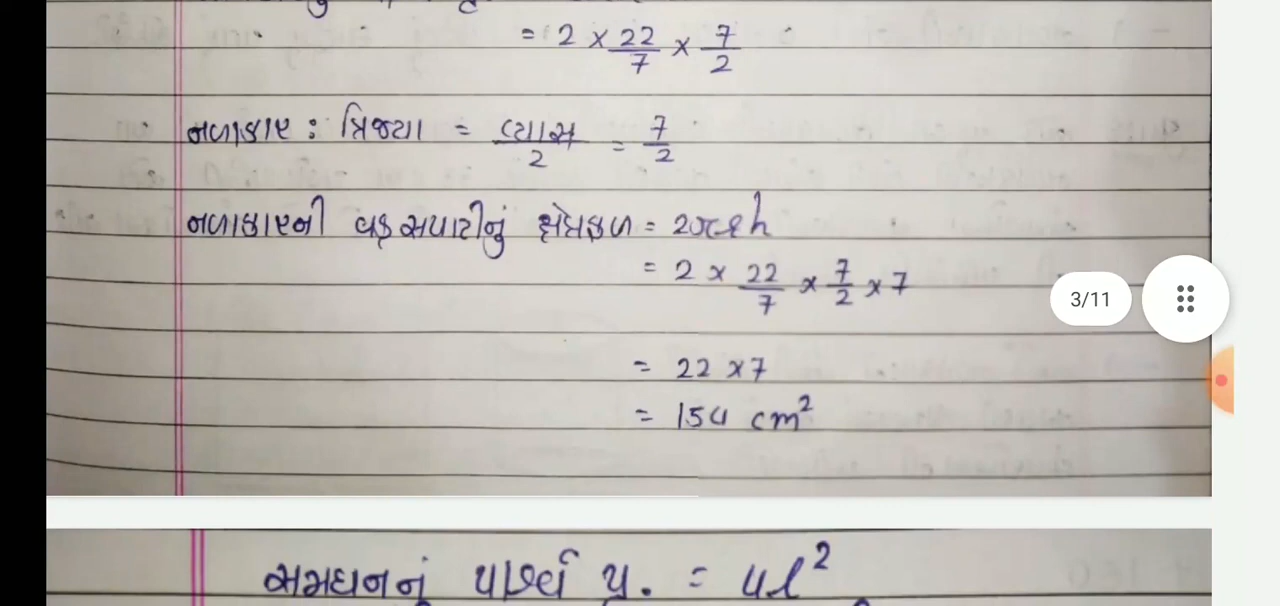 = 2 × 22/7 × 7/2
નળાકાર : ત્રિજ્યા = વ્યાસ/2 = 7/2
નળાકારની વક્રસપાટીનું ક્ષેત્રફળ = 2πrh
= 2 × 22/7 × 7/2 × 7
3/11
= 22 × 7
= 154 cm²
સમઘનનું પાર્શ્વ પૃ. = 4l²